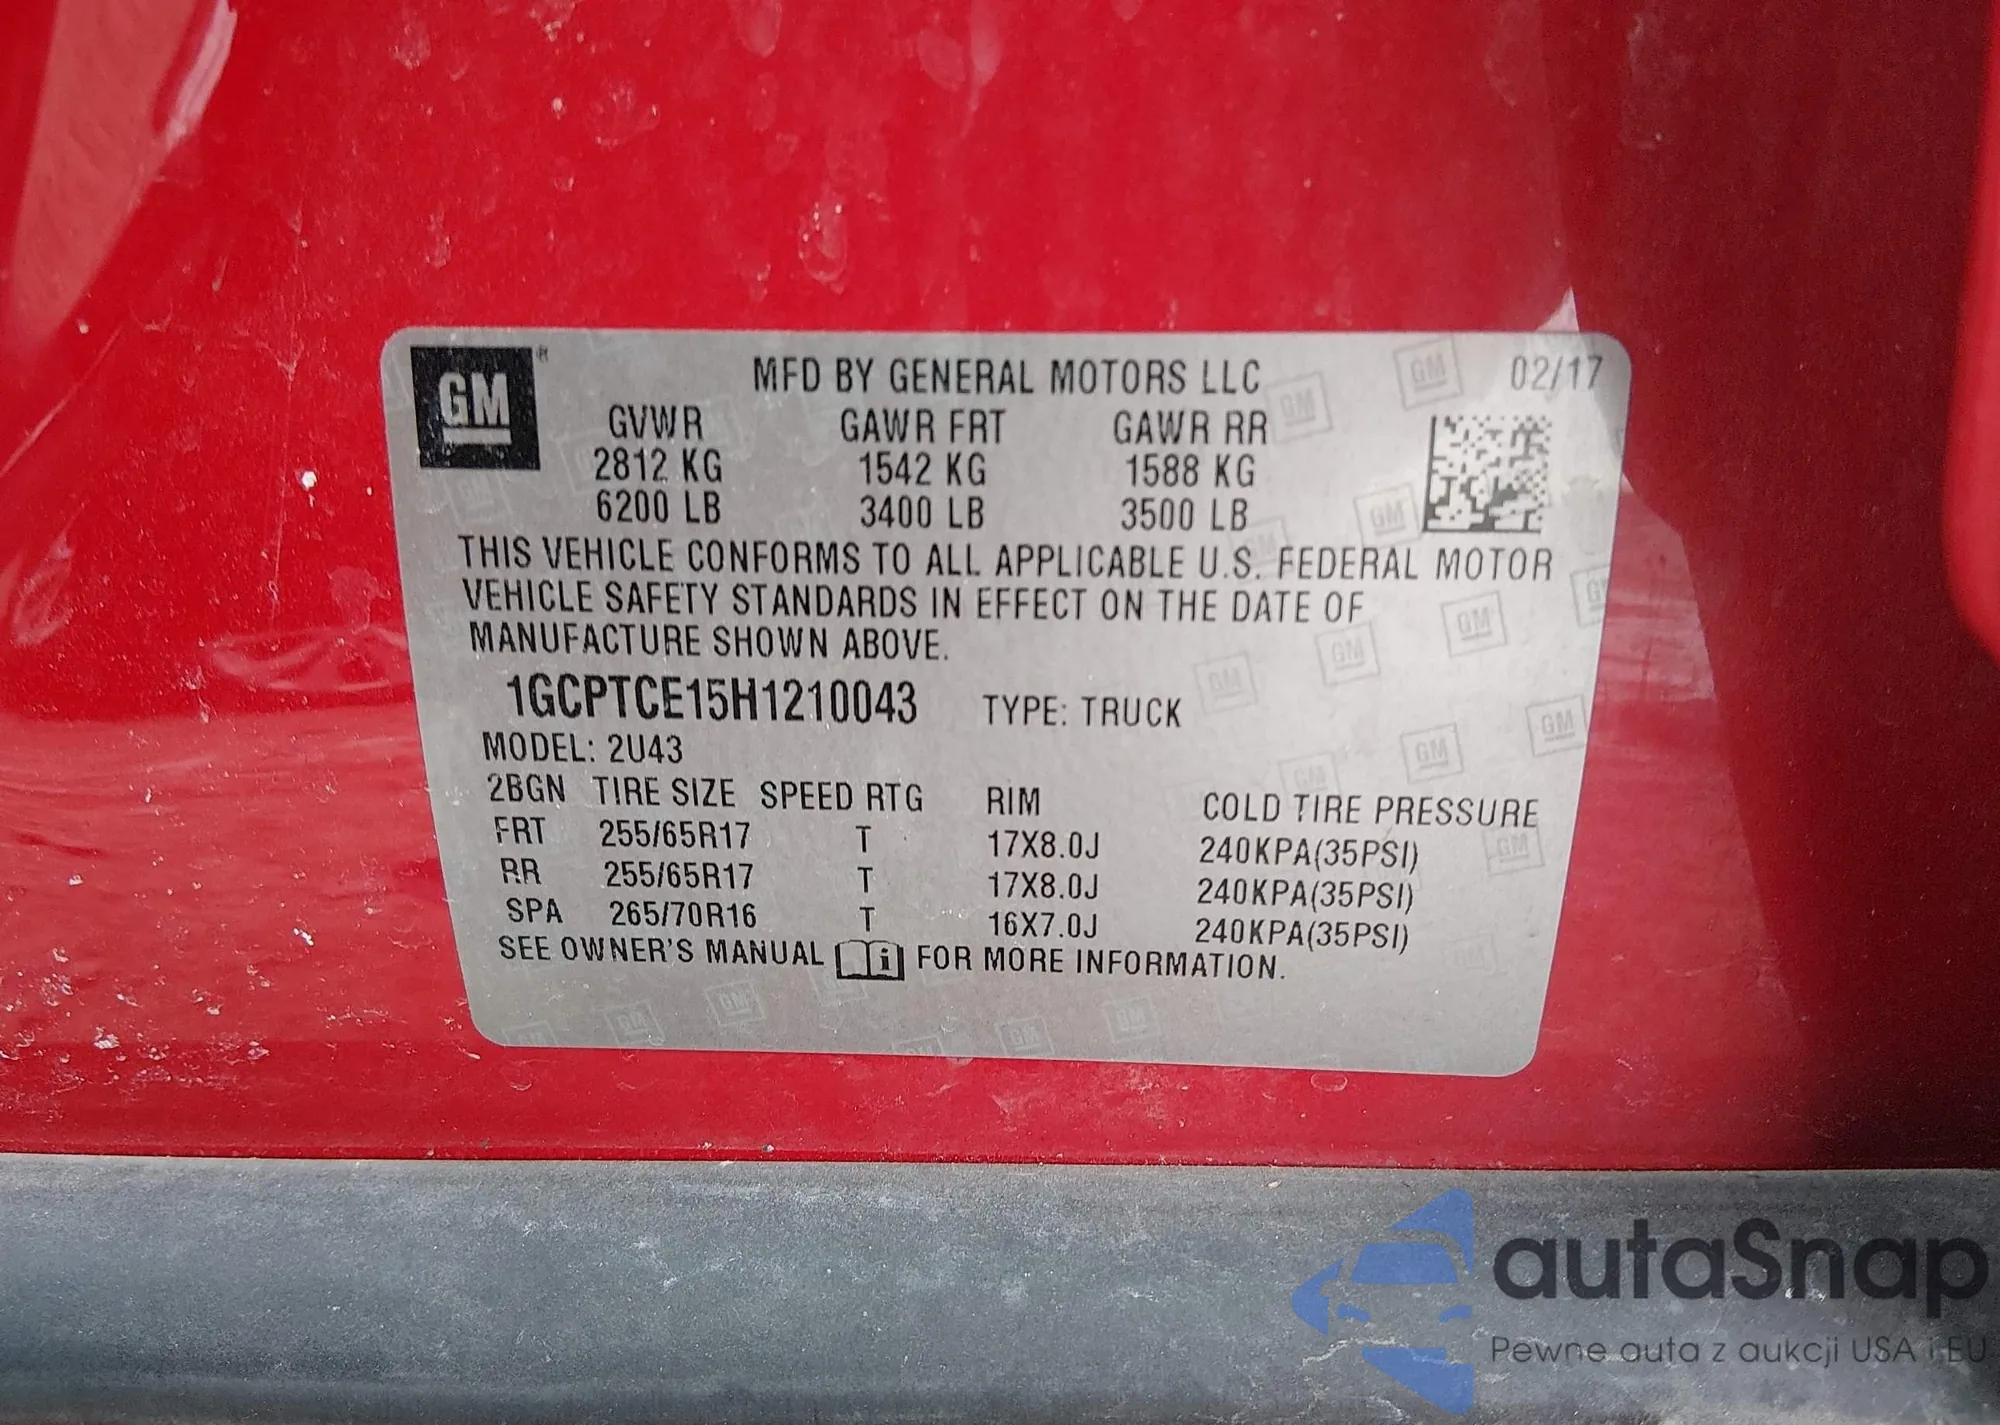 GM®
MFD BY GENERAL MOTORS LLC 02/17
GVWR GAWR FRT GAWR RR
2812 KG 1542 KG 1588 KG
6200 LB 3400 LB 3500 LB
THIS VEHICLE CONFORMS TO ALL APPLICABLE U.S. FEDERAL MOTOR
VEHICLE SAFETY STANDARDS IN EFFECT ON THE DATE OF
MANUFACTURE SHOWN ABOVE.
1GCPTCE15H1210043 TYPE: TRUCK
MODEL: 2U43
2BGN TIRE SIZE SPEED RTG RIM COLD TIRE PRESSURE
FRT 255/65R17 T 17X8.0J 240KPA(35PSI)
RR 255/65R17 T 17X8.0J 240KPA(35PSI)
SPA 265/70R16 T 16X7.0J 240KPA(35PSI)
SEE OWNER'S MANUAL i FOR MORE INFORMATION.
autaSnap
Pewne auta z aukcji USA i EU